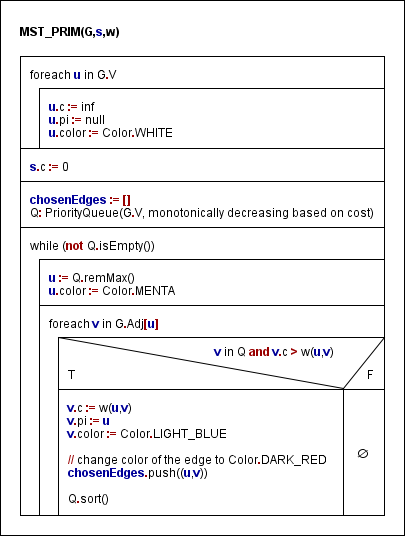 MST_PRIM(G,s,w)
foreach u in G.V
u.c := inf
u.pi := null
u.color := Color.WHITE
s.c := 0
chosenEdges := []
Q: PriorityQueue(G.V, monotonically decreasing based on cost)
while (not Q.isEmpty())
u := Q.remMax()
u.color := Color.MENTA
foreach v in G.Adj[u]
v in Q and v.c > w(u,v)
T
F
v.c := w(u,v)
v.pi := u
v.color := Color.LIGHT_BLUE
// change color of the edge to Color.DARK_RED
chosenEdges.push((u,v))
Q.sort()
∅